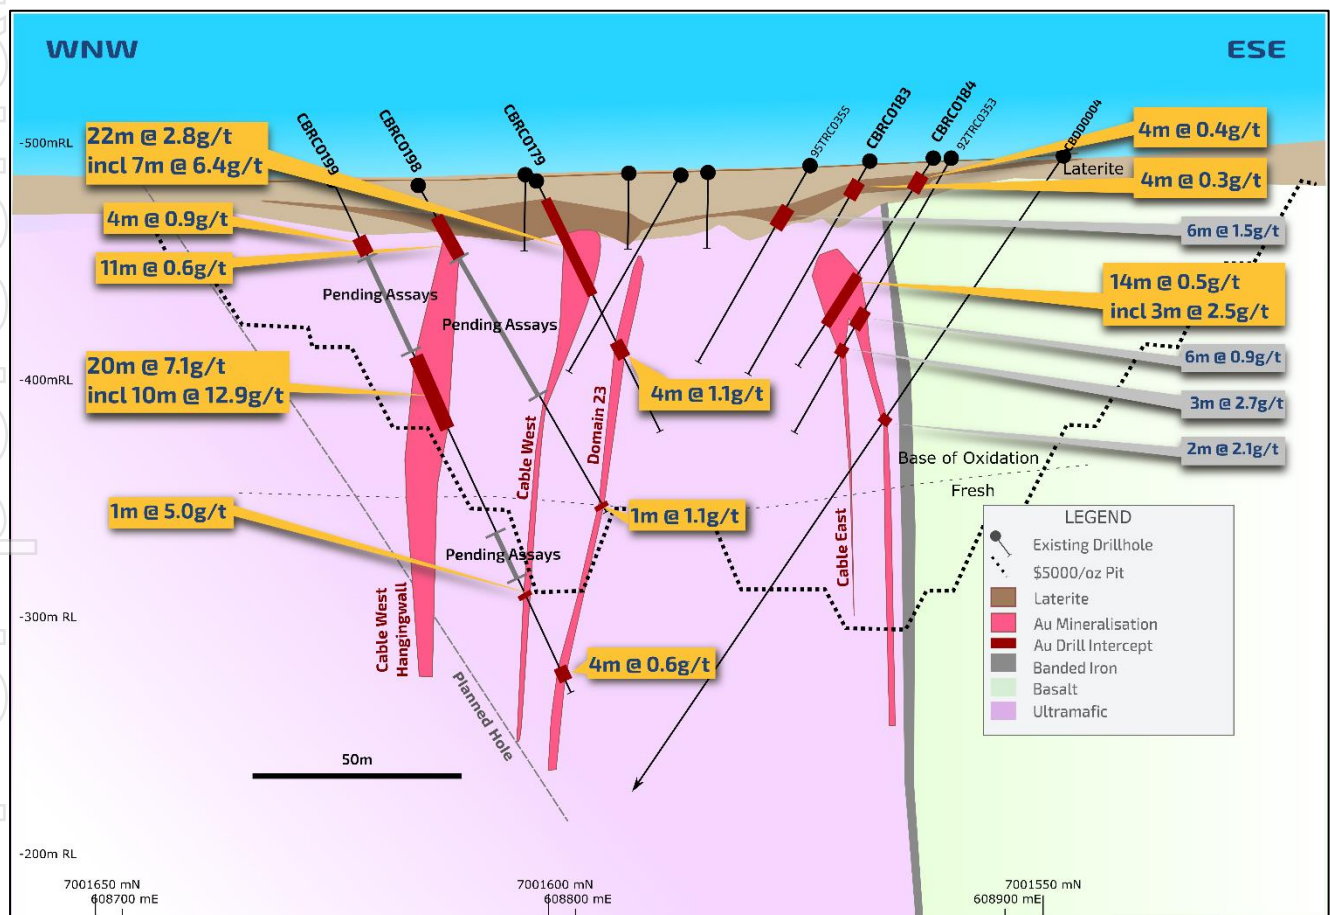 WNW
ESE
-500mRL
-400mRL
-300m RL
-200m RL
CBRC0199
CBRC0198
CBRC0179
95TRC0355
CBRC0183
CBRC0184
92TRC0353
CBDD0004
22m @ 2.8g/t
incl 7m @ 6.4g/t
4m @ 0.9g/t
11m @ 0.6g/t
20m @ 7.1g/t
incl 10m @ 12.9g/t
1m @ 5.0g/t
4m @ 0.4g/t
Laterite
4m @ 0.3g/t
6m @ 1.5g/t
14m @ 0.5g/t
incl 3m @ 2.5g/t
6m @ 0.9g/t
3m @ 2.7g/t
2m @ 2.1g/t
Pending Assays
Pending Assays
4m @ 1.1g/t
Cable West
Domain 23
1m @ 1.1g/t
Pending Assays
Cable West
Hangingwall
4m @ 0.6g/t
Planned Hole
Cable East
Base of Oxidation
Fresh
50m
LEGEND
Existing Drillhole
$5000/oz Pit
Laterite
Au Mineralisation
Au Drill Intercept
Banded Iron
Basalt
Ultramafic
7001650 mN
608700 mE
7001600 mN
608800 mE
7001550 mN
608900 mE